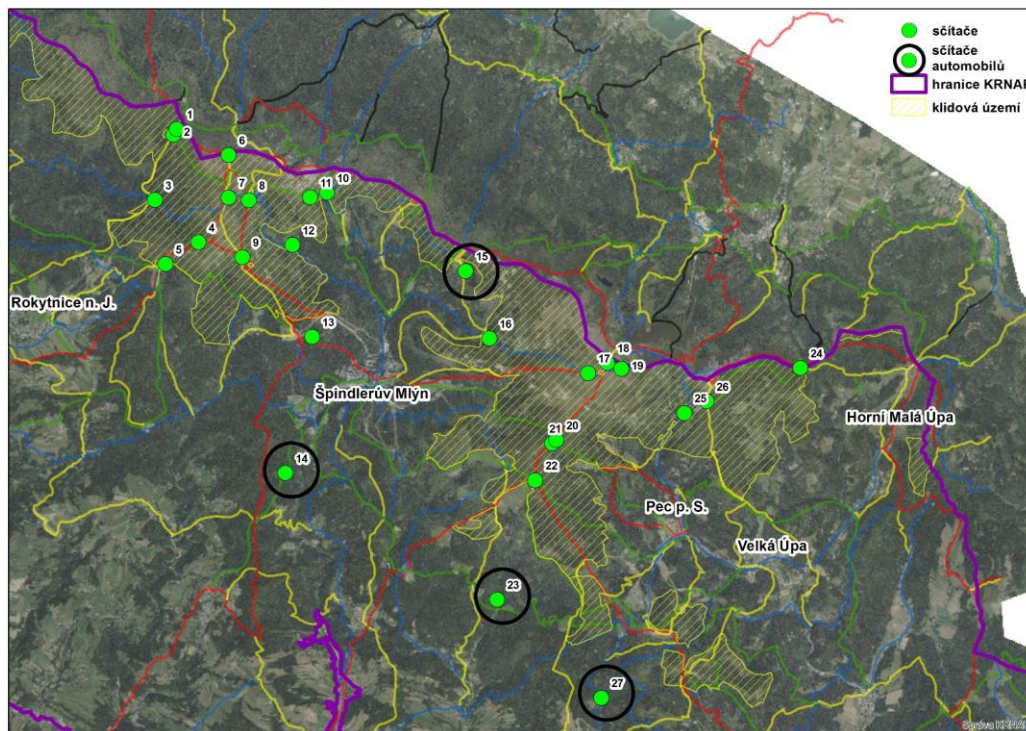 sčítače
sčítače
automobilů
hranice KRNAP
klidová území
1
2
6
3
7
8
11
10
4
12
5
9
15
Rokytnice n. J.
13
16
Špindlerův Mlýn
17
18
19
24
25
26
Horní Malá Úpa
21
20
14
22
Pec p. S.
Velká Úpa
23
27
Správa KRNAP